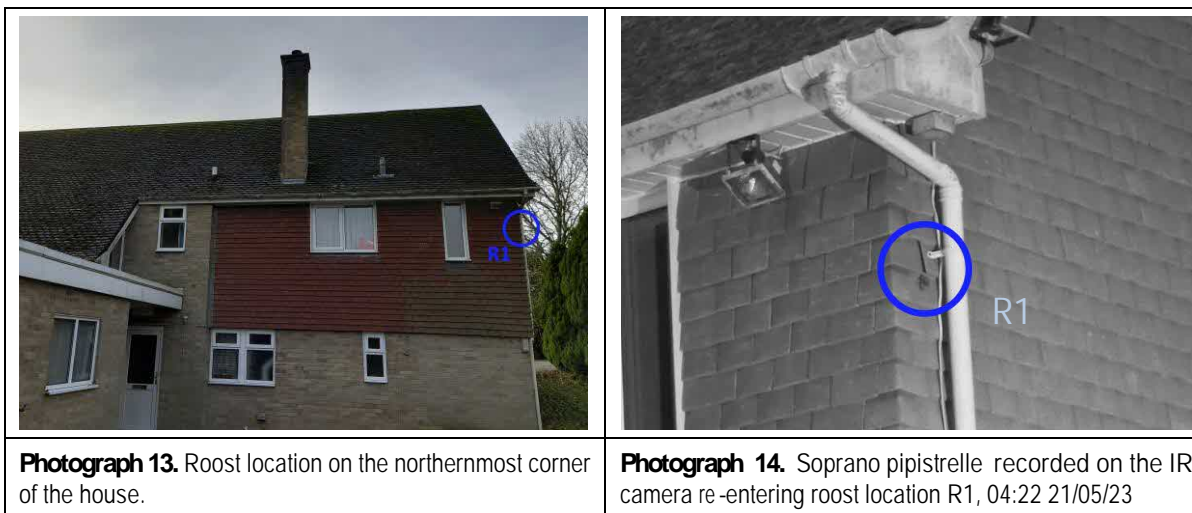 R1
R1
Photograph 13. Roost location on the northernmost corner
of the house.
Photograph 14. Soprano pipistrelle recorded on the IR
camera re -entering roost location R1, 04:22 21/05/23